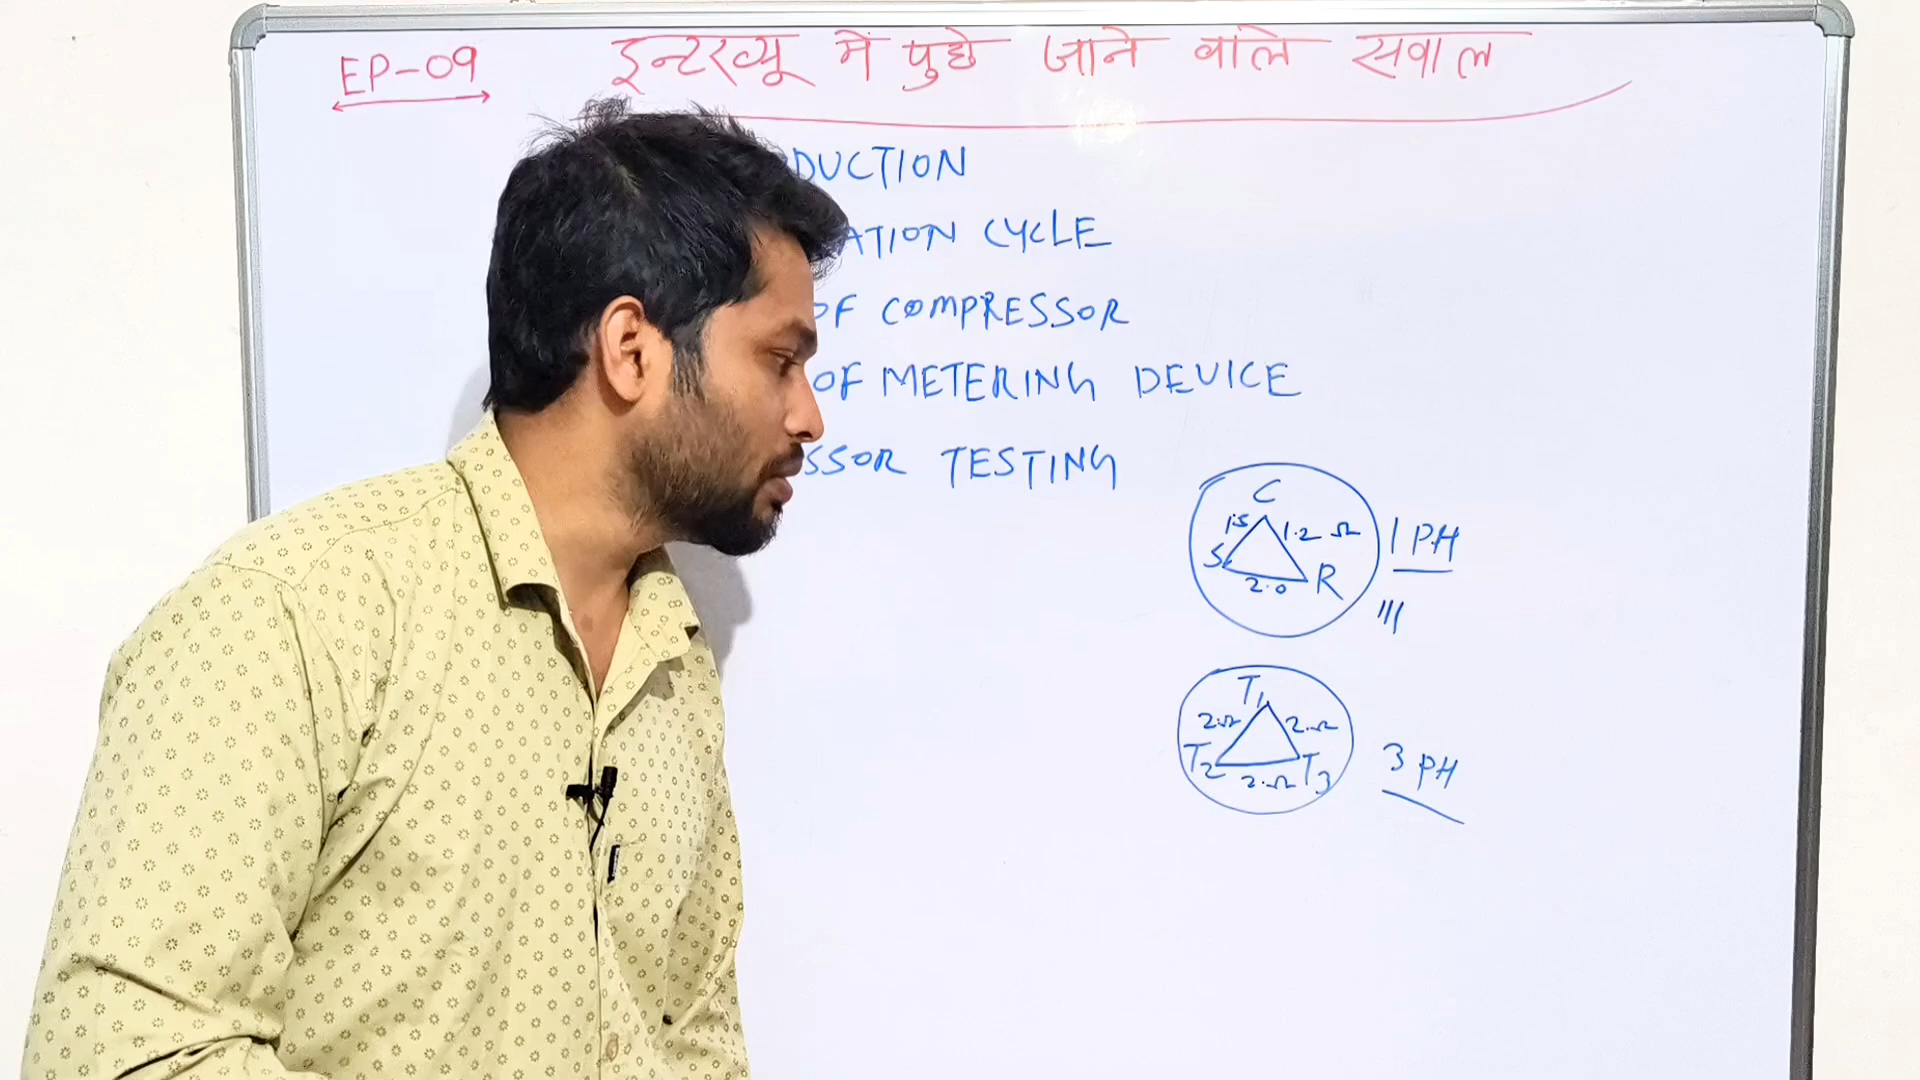 EP-09
इन्टरव्यू में पुछे जाने वाले सवाल
DUCTION
ATION CYCLE
OF COMPRESSOR
OF METERING DEVICE
SSOR TESTING
C
1.5
1.2 Ω
S
R
2.0
1 PH
T1
2Ω
2Ω
T2
T3
2Ω
3 PH